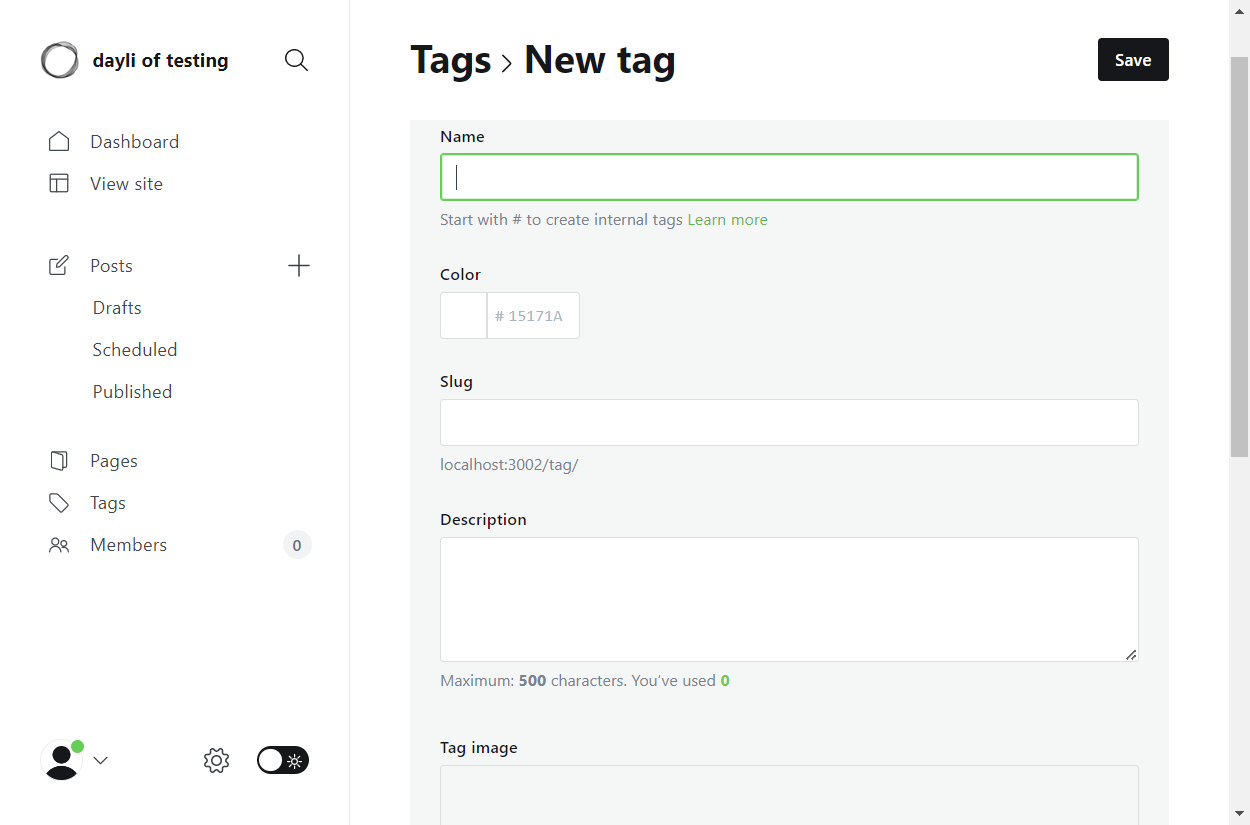 dayli of testing
Dashboard
View site
Posts
Drafts
Scheduled
Published
Pages
Tags
Members
0
Tags › New tag
Save
Name
Start with # to create internal tags Learn more
Color
# 15171A
Slug
localhost:3002/tag/
Description
Maximum: 500 characters. You’ve used 0
Tag image